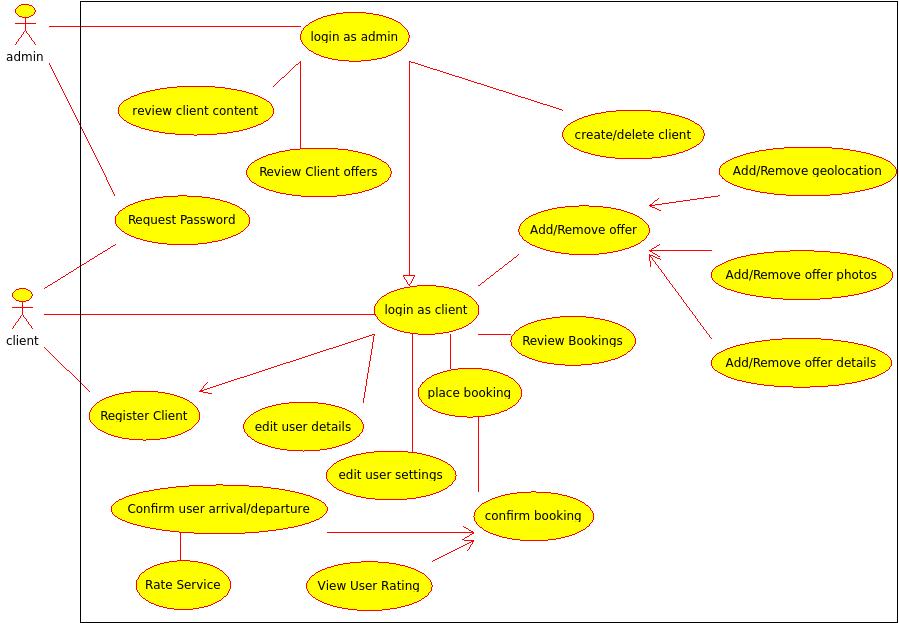 admin
login as admin
review client content
create/delete client
Review Client offers
Add/Remove geolocation
Request Password
Add/Remove offer
Add/Remove offer photos
client
login as client
Review Bookings
Add/Remove offer details
place booking
Register Client
edit user details
edit user settings
Confirm user arrival/departure
confirm booking
Rate Service
View User Rating